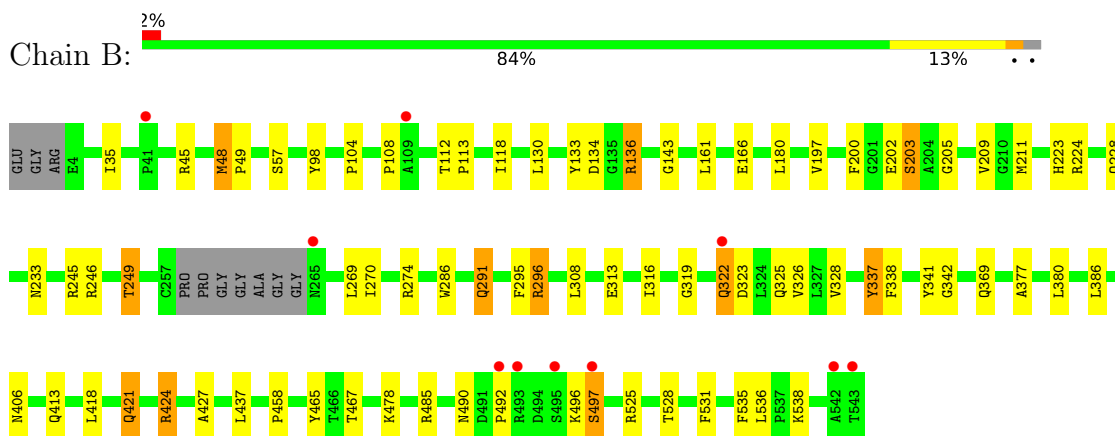 2%
Chain B:
84% 13% • •
GLU GLY ARG E4 I35 P41 R45 M48 P49 S57 Y98 P104 P108 A109 T112 P113 I118 L130 Y133 D134 G135 R136 G143 L161 E166 L180 V197 F200 G201 E202 S203 A204 G205 V209 G210 M211 H223 R224
N233 R245 R246 T249 C257 PRO PRO GLY GLY ALA GLY GLY N265 L269 I270 R274 W286 Q291 F295 R296 L308 E313 I316 G319 Q322 D323 L324 Q325 V326 L327 V328 Y337 F338 Y341 G342 Q369 A377 L380 L386
N406 Q413 L418 Q421 R424 A427 L437 P458 Y465 T466 T467 K478 R485 N490 D491 P492 R493 D494 S495 K496 S497 R525 T528 F531 F535 L536 P537 K538 A542 T543